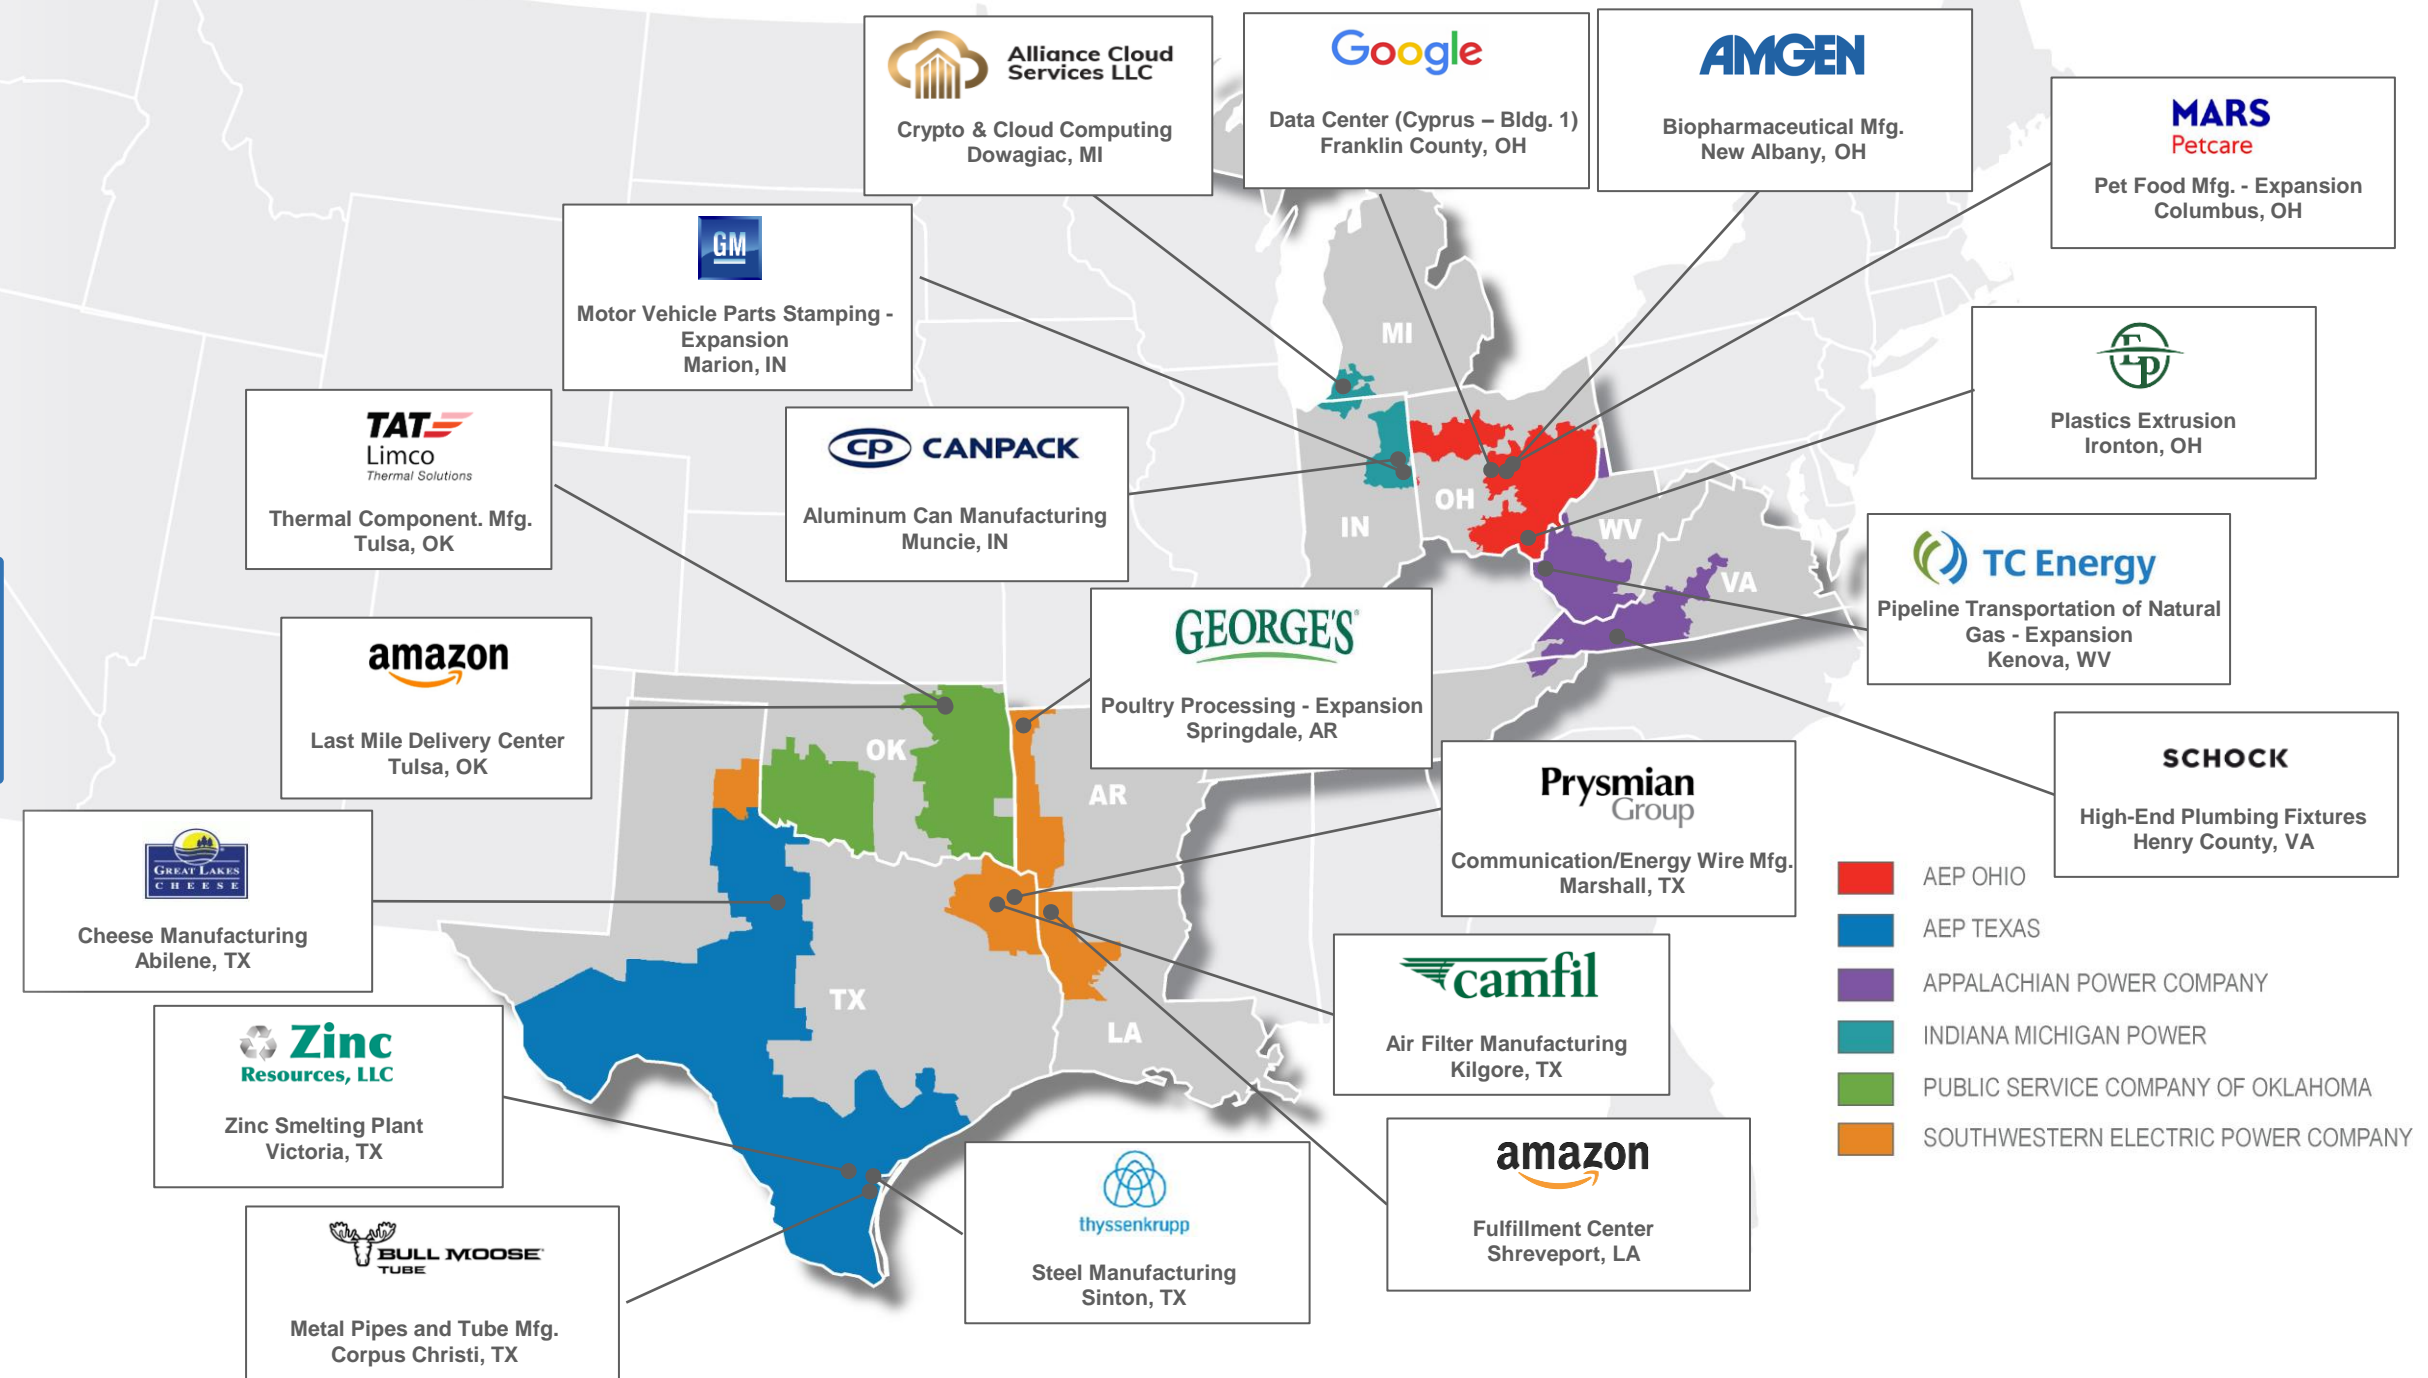 Alliance Cloud
Services LLC
Crypto & Cloud Computing
Dowagiac, MI
Google
Data Center (Cyprus – Bldg. 1)
Franklin County, OH
AMGEN
Biopharmaceutical Mfg.
New Albany, OH
MARS
Petcare
Pet Food Mfg. - Expansion
Columbus, OH
GM
Motor Vehicle Parts Stamping -
Expansion
Marion, IN
EP
Plastics Extrusion
Ironton, OH
TAT
Limco
Thermal Solutions
Thermal Component. Mfg.
Tulsa, OK
CP CANPACK
Aluminum Can Manufacturing
Muncie, IN
TC Energy
Pipeline Transportation of Natural
Gas - Expansion
Kenova, WV
amazon
Last Mile Delivery Center
Tulsa, OK
GEORGE'S
Poultry Processing - Expansion
Springdale, AR
SCHOCK
High-End Plumbing Fixtures
Henry County, VA
Prysmian
Group
Communication/Energy Wire Mfg.
Marshall, TX
GREAT LAKES
CHEESE
Cheese Manufacturing
Abilene, TX
camfil
Air Filter Manufacturing
Kilgore, TX
Zinc
Resources, LLC
Zinc Smelting Plant
Victoria, TX
amazon
Fulfillment Center
Shreveport, LA
thyssenkrupp
Steel Manufacturing
Sinton, TX
BULL MOOSE
TUBE
Metal Pipes and Tube Mfg.
Corpus Christi, TX
MI
IN
OH
WV
VA
OK
AR
TX
LA
AEP OHIO
AEP TEXAS
APPALACHIAN POWER COMPANY
INDIANA MICHIGAN POWER
PUBLIC SERVICE COMPANY OF OKLAHOMA
SOUTHWESTERN ELECTRIC POWER COMPANY